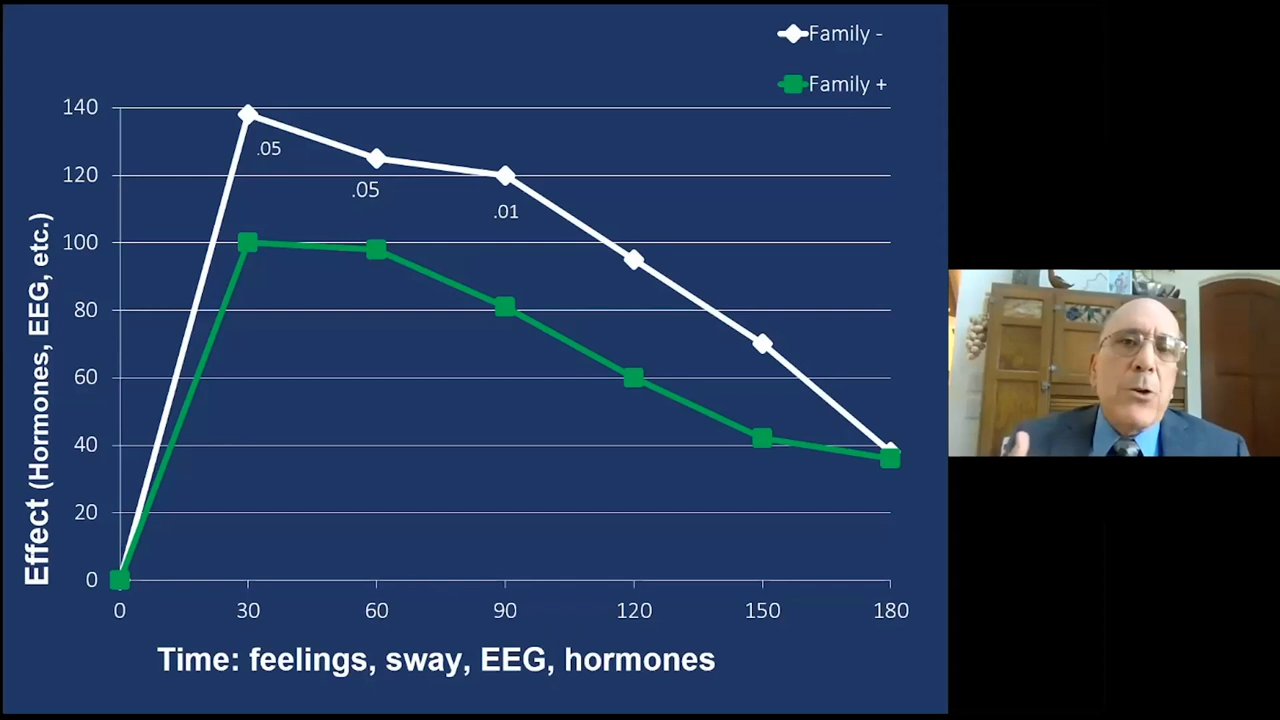 Family -
Family +
140
120
100
80
60
40
20
0
.05
.05
.01
Effect (Hormones, EEG, etc.)
0 30 60 90 120 150 180
Time: feelings, sway, EEG, hormones